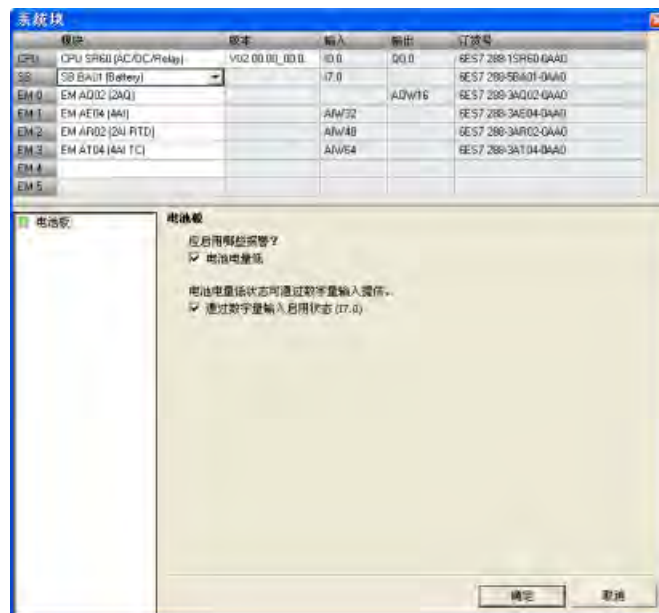 系统块
模块 版本 输入 输出 订货号
CPU CPU SR60 (AC/DC/Relay) V02.00.00_00.0. I0.0 Q0.0 6ES7 288-1SR60-0AA0
SB SB BA01 (Battery) I7.0 6ES7 288-5BA01-0AA0
EM 0 EM AQ02 (2AQ) AQW16 6ES7 288-3AQ02-0AA0
EM 1 EM AE04 (4AI) AIW32 6ES7 288-3AE04-0AA0
EM 2 EM AR02 (2AI RTD) AIW48 6ES7 288-3AR02-0AA0
EM 3 EM AT04 (4AI TC) AIW64 6ES7 288-3AT04-0AA0
EM 4
EM 5
电池板
电池板
应启用哪些报警?
电池电量低
电池电量低状态可通过数字量输入提供。
通过数字量输入启用状态 (I7.0)
确定 取消